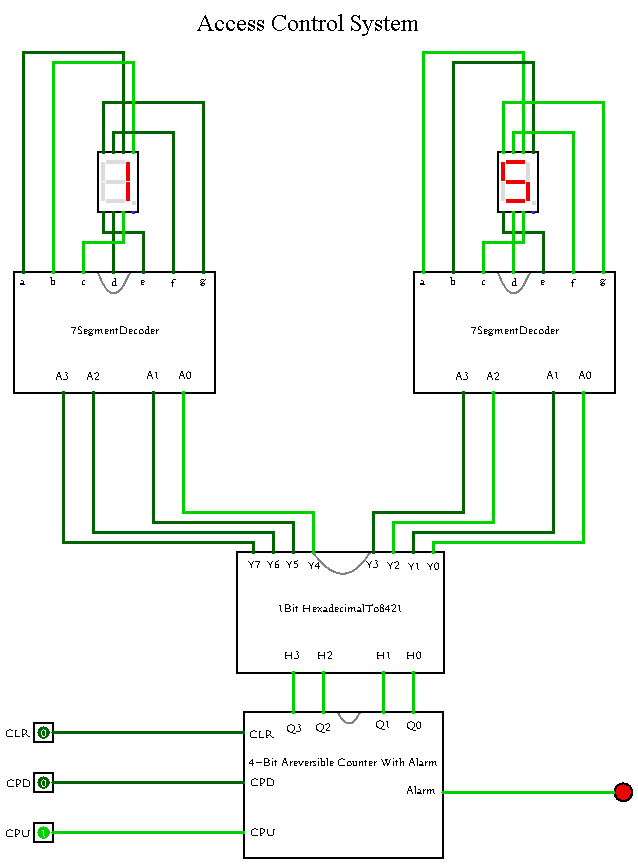 Access Control System
1 5
a b c d e f g a b c d e f g
7SegmentDecoder 7SegmentDecoder
A3 A2 A1 A0 A3 A2 A1 A0
Y7 Y6 Y5 Y4 Y3 Y2 Y1 Y0
1Bit HexadecimalTo8421
H3 H2 H1 H0
Q3 Q2 Q1 Q0
CLR 0 CLR
4-Bit Areversible Counter With Alarm
CPD 0 CPD
Alarm
CPU 1 CPU